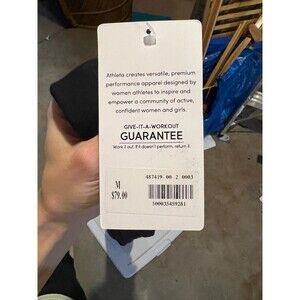 Athleta creates versatile, premium
performance apparel designed by
women athletes to inspire and
empower a community of active,
confident women and girls.
GIVE-IT-A-WORKOUT
GUARANTEE
Work it out. If it doesn't perform, return it.
487419 00 2 0003
M
$79.00
500035459281